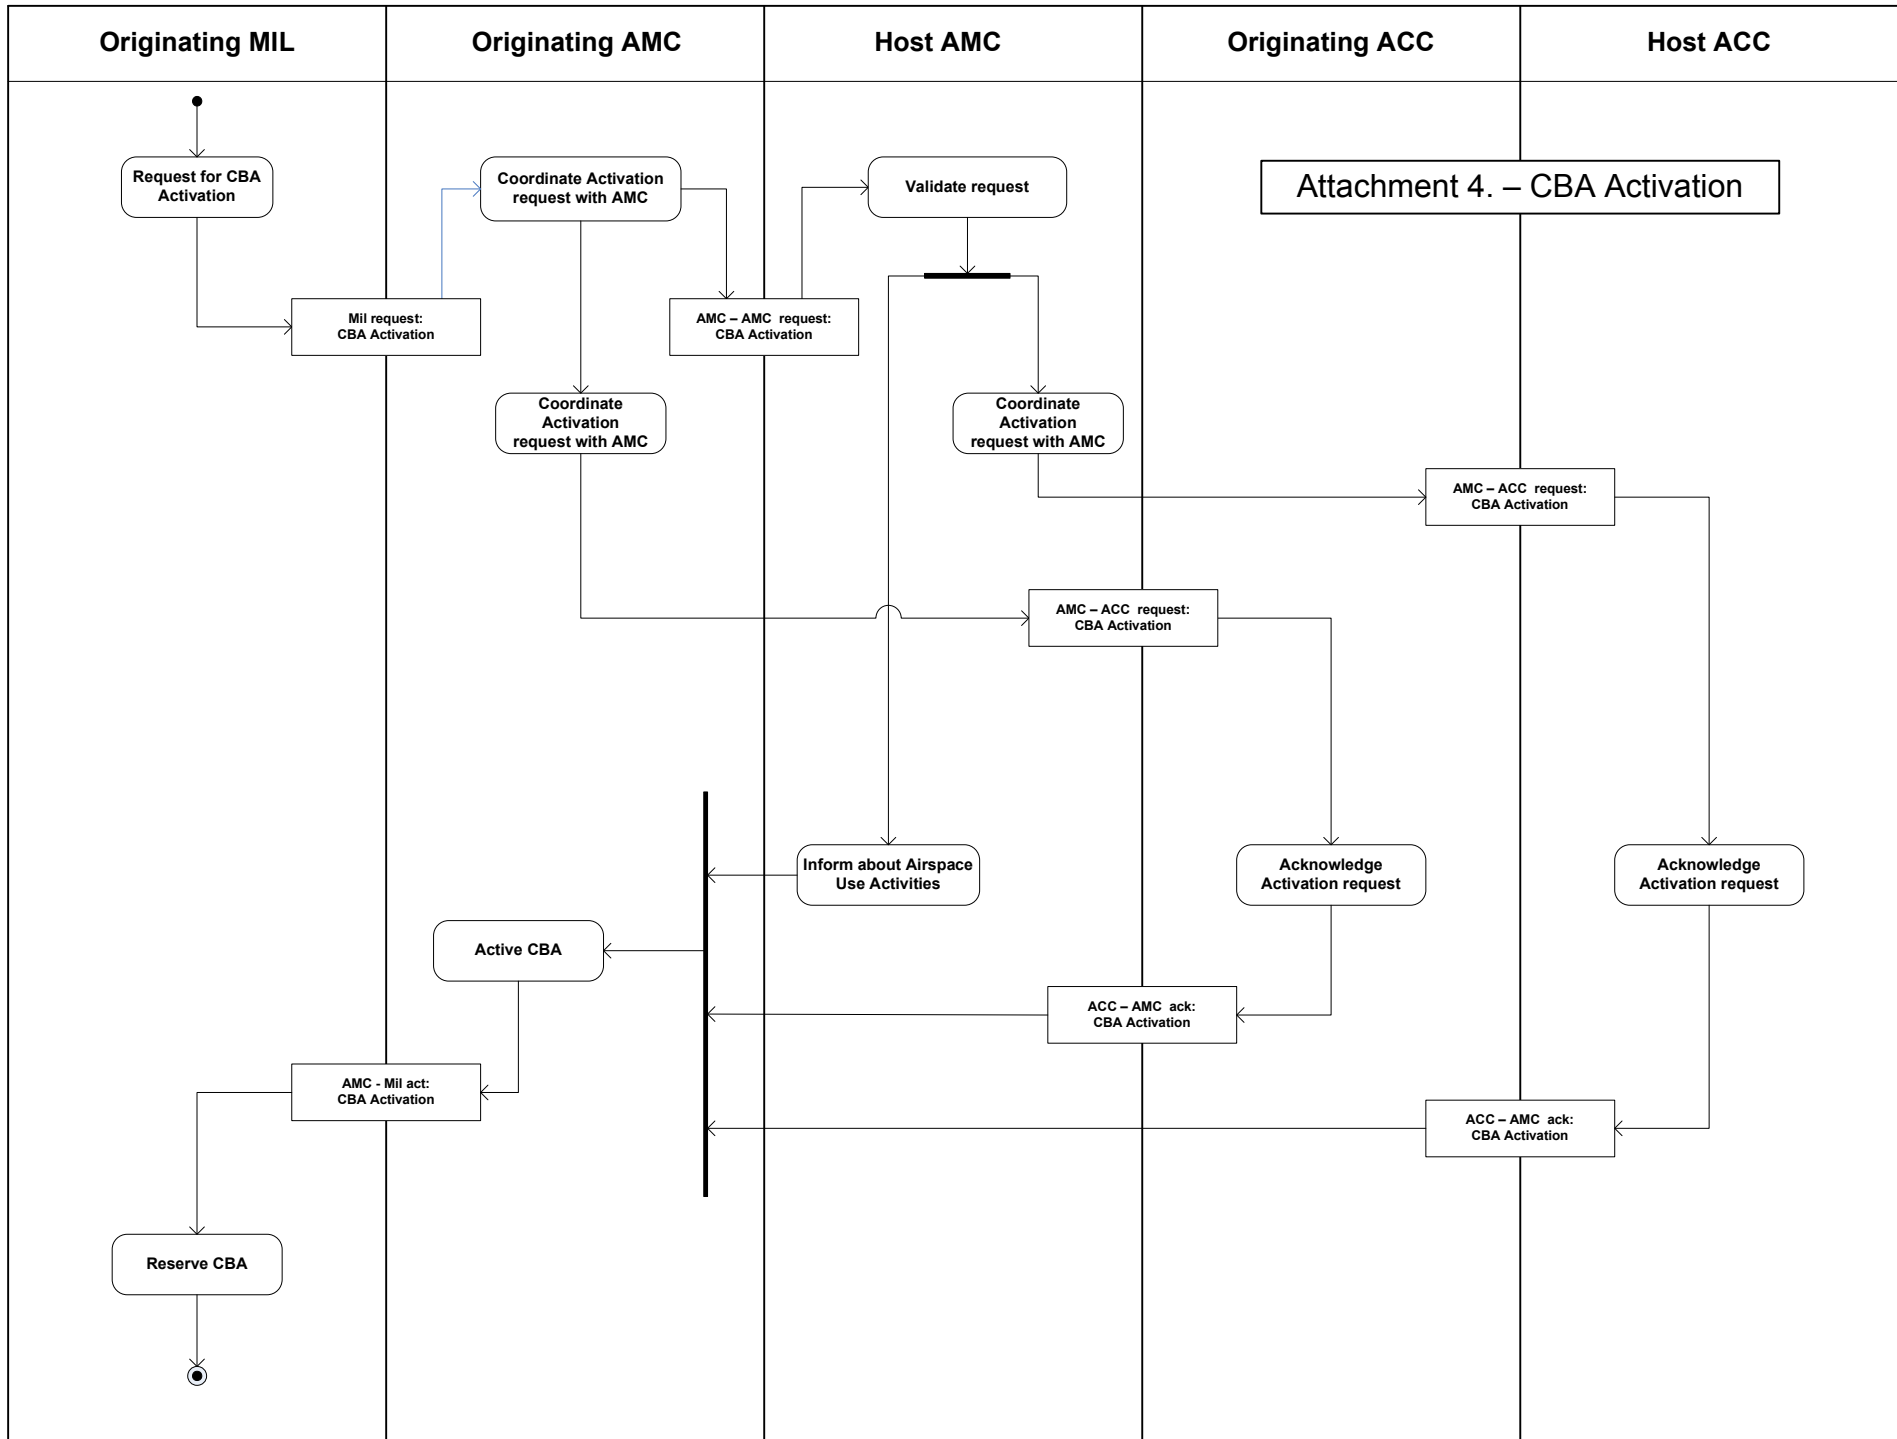 Originating MIL
Originating AMC
Host AMC
Originating ACC
Host ACC
Attachment 4. – CBA Activation
Request for CBA
Activation
Coordinate Activation
request with AMC
Validate request
Mil request:
CBA Activation
AMC – AMC  request:
CBA Activation
Coordinate
Activation
request with AMC
Coordinate
Activation
request with AMC
AMC – ACC  request:
CBA Activation
AMC – ACC  request:
CBA Activation
Inform about Airspace
Use Activities
Acknowledge
Activation request
Acknowledge
Activation request
Active CBA
ACC – AMC  ack:
CBA Activation
AMC - Mil act:
CBA Activation
ACC – AMC  ack:
CBA Activation
Reserve CBA